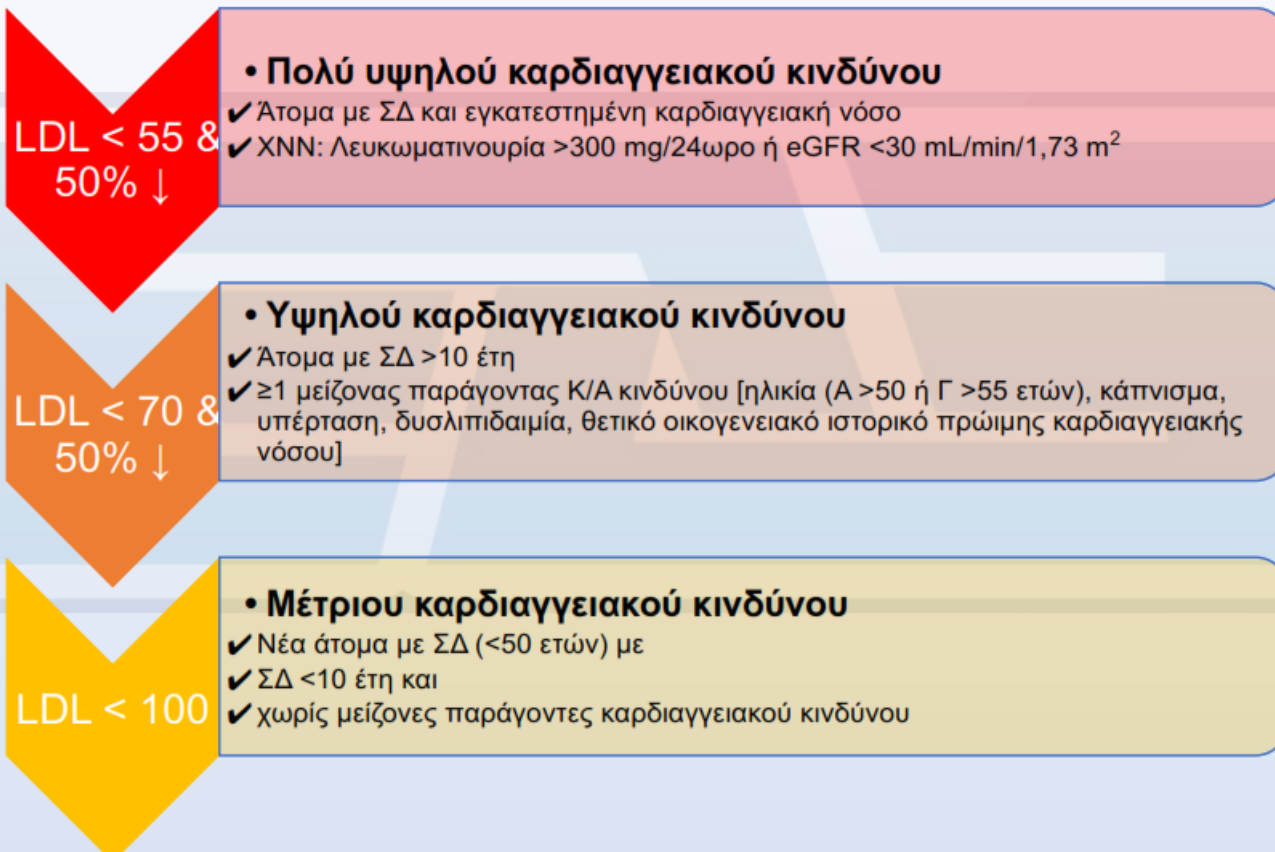 LDL < 55 &
50% ↓
• Πολύ υψηλού καρδιαγγειακού κινδύνου
✔ Άτομα με ΣΔ και εγκατεστημένη καρδιαγγειακή νόσο
✔ ΧΝΝ: Λευκωματινουρία >300 mg/24ωρο ή eGFR <30 mL/min/1,73 m²
LDL < 70 &
50% ↓
• Υψηλού καρδιαγγειακού κινδύνου
✔ Άτομα με ΣΔ >10 έτη
✔ ≥1 μείζονας παράγοντας Κ/Α κινδύνου [ηλικία (Α >50 ή Γ >55 ετών), κάπνισμα,
υπέρταση, δυσλιπιδαιμία, θετικό οικογενειακό ιστορικό πρώιμης καρδιαγγειακής
νόσου]
LDL < 100
• Μέτριου καρδιαγγειακού κινδύνου
✔ Νέα άτομα με ΣΔ (<50 ετών) με
✔ ΣΔ <10 έτη και
✔ χωρίς μείζονες παράγοντες καρδιαγγειακού κινδύνου